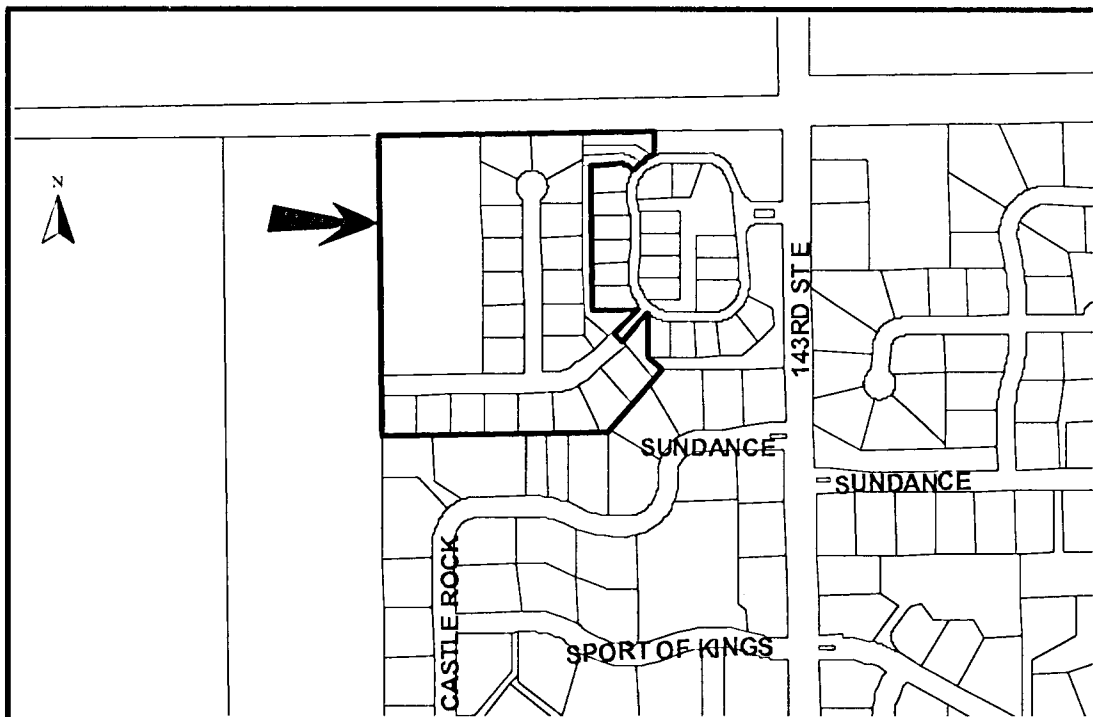 N
143RD ST E
SUNDANCE
SUNDANCE
CASTLE ROCK
SPORT OF KINGS